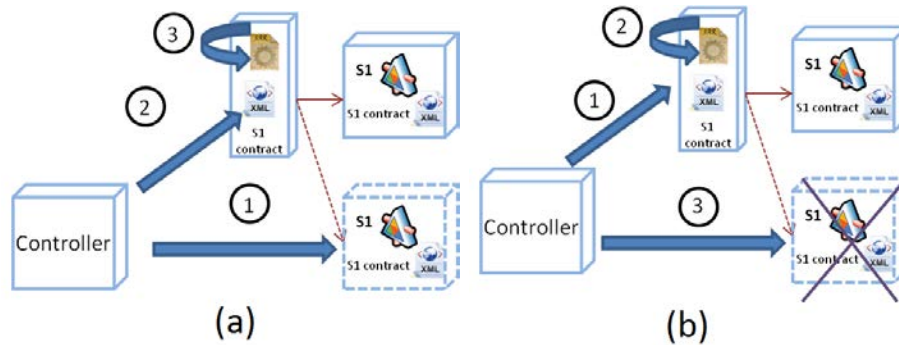 3
S1
XML
2
XML
S1 contract
XML
S1
contract
1
S1
Controller
S1 contract
XML
(a)
2
S1
1
XML
S1 contract
XML
S1
contract
3
S1
Controller
S1 contract
XML
(b)